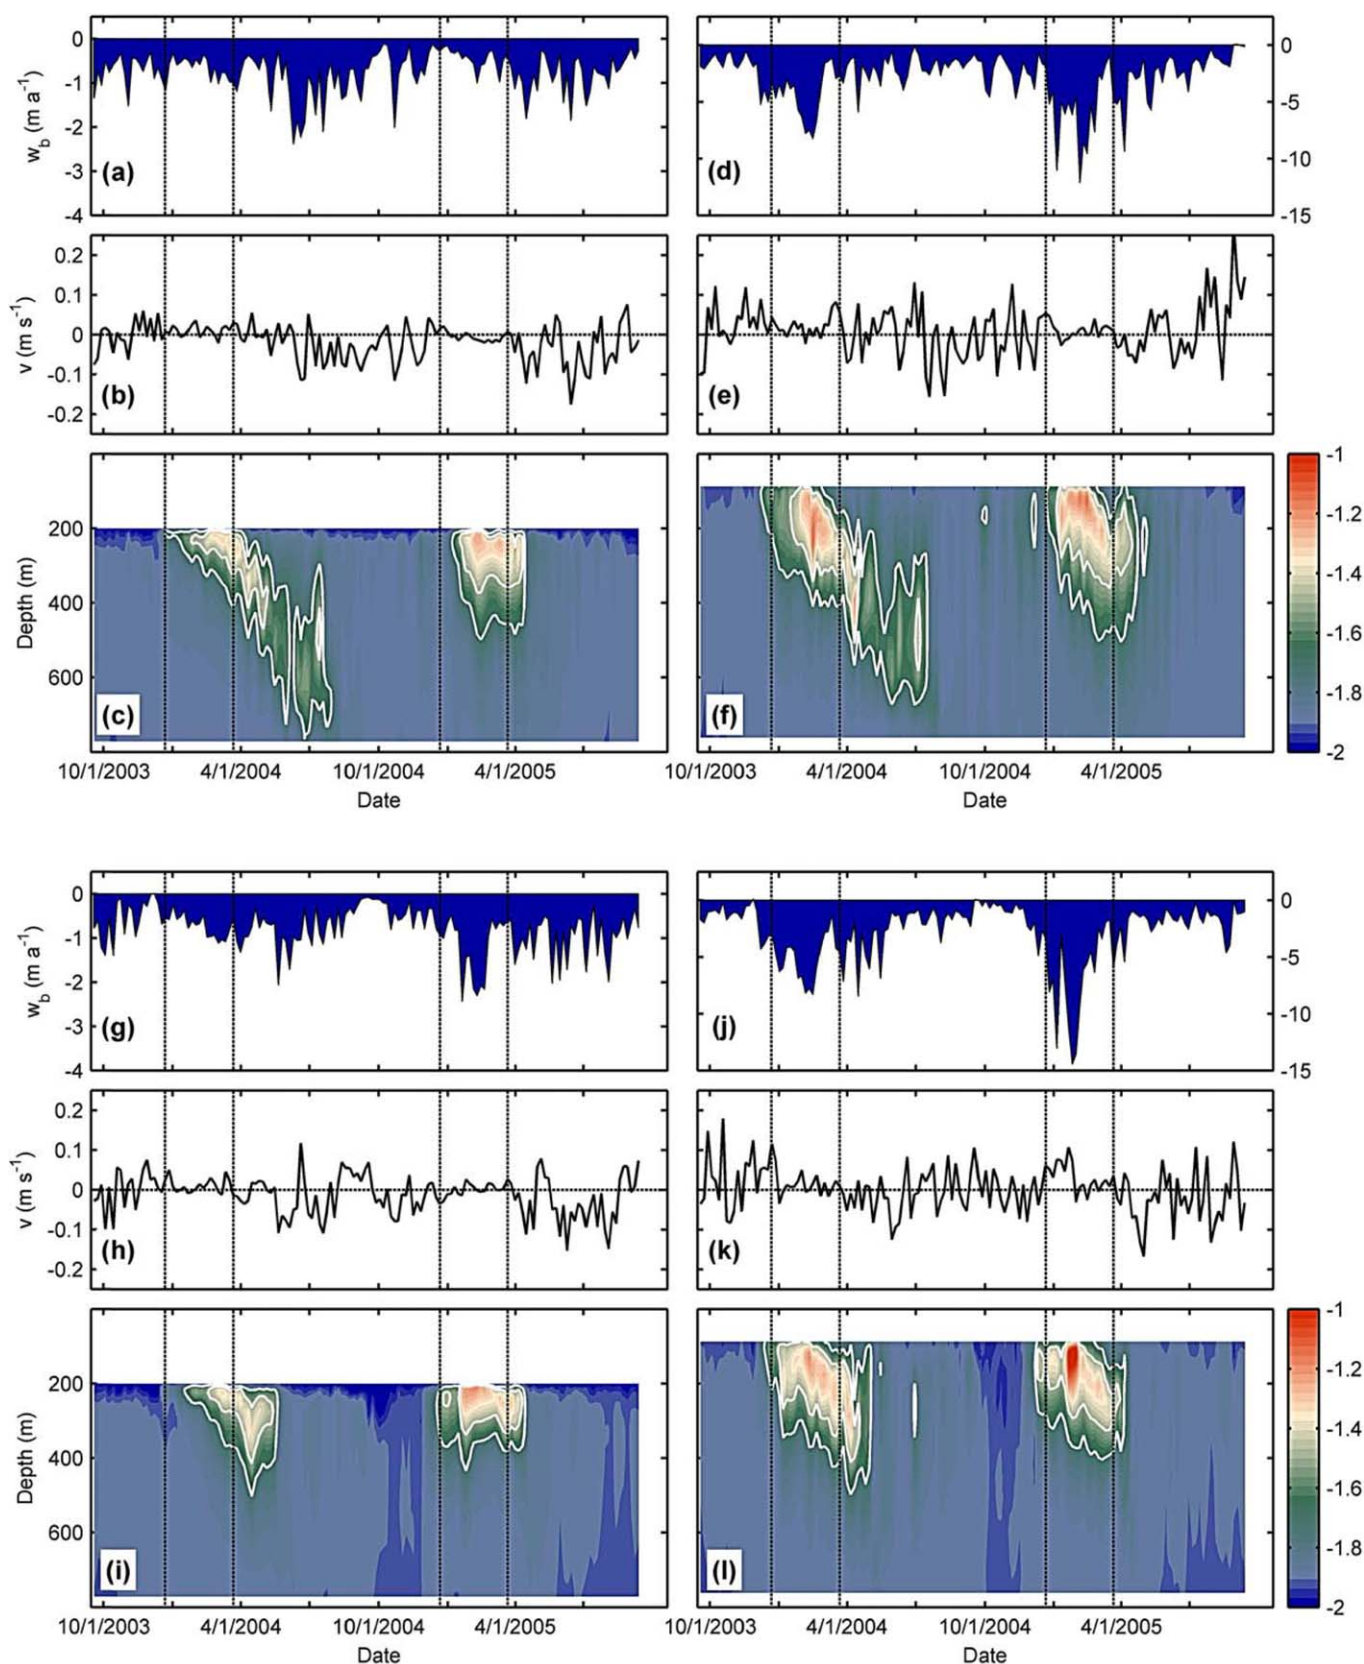 0
-1
-2
-3
-4
w_b (m a^-1)
(a)
0
-5
-10
-15
(d)
0.2
0.1
0
-0.1
-0.2
v (m s^-1)
(b)
(e)
200
400
600
Depth (m)
(c)
10/1/2003 4/1/2004 10/1/2004 4/1/2005
Date
(f)
10/1/2003 4/1/2004 10/1/2004 4/1/2005
Date
-1
-1.2
-1.4
-1.6
-1.8
-2
0
-1
-2
-3
-4
w_b (m a^-1)
(g)
0
-5
-10
-15
(j)
0.2
0.1
0
-0.1
-0.2
v (m s^-1)
(h)
(k)
200
400
600
Depth (m)
(i)
10/1/2003 4/1/2004 10/1/2004 4/1/2005
Date
(l)
10/1/2003 4/1/2004 10/1/2004 4/1/2005
Date
-1
-1.2
-1.4
-1.6
-1.8
-2